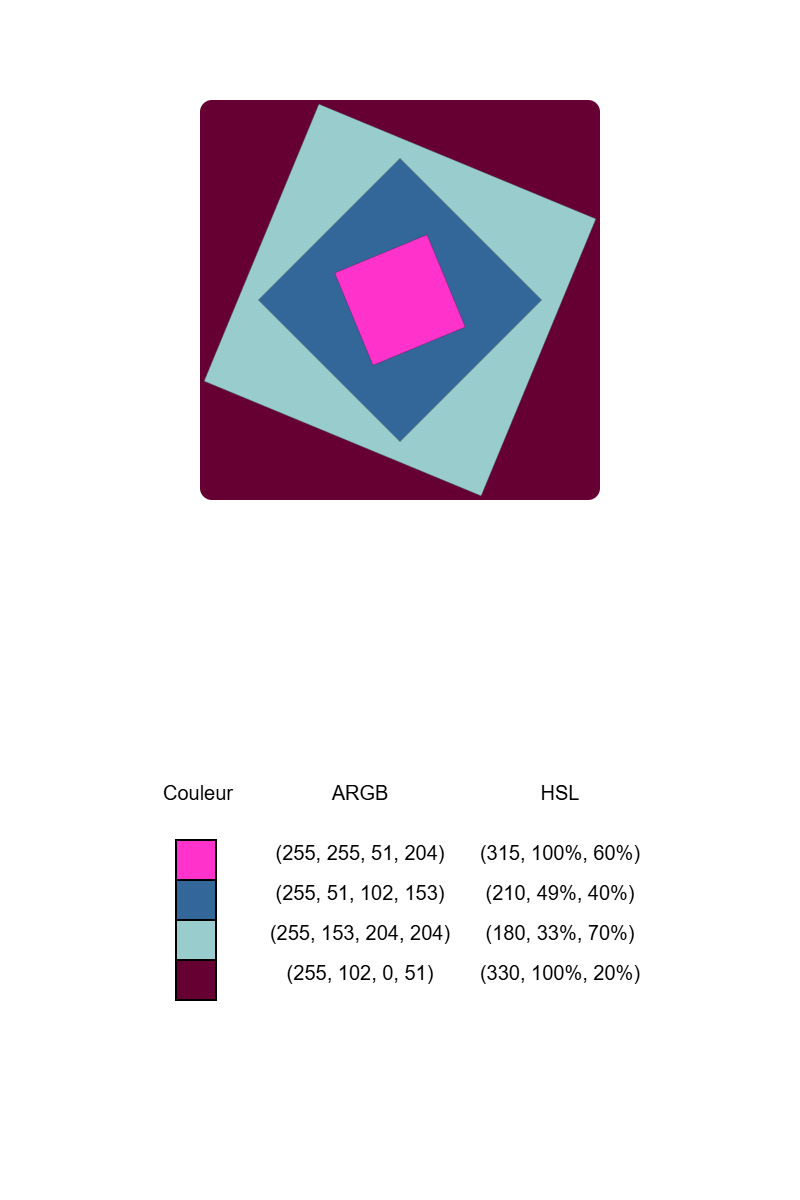 Couleur ARGB HSL
(255, 255, 51, 204) (315, 100%, 60%)
(255, 51, 102, 153) (210, 49%, 40%)
(255, 153, 204, 204) (180, 33%, 70%)
(255, 102, 0, 51) (330, 100%, 20%)